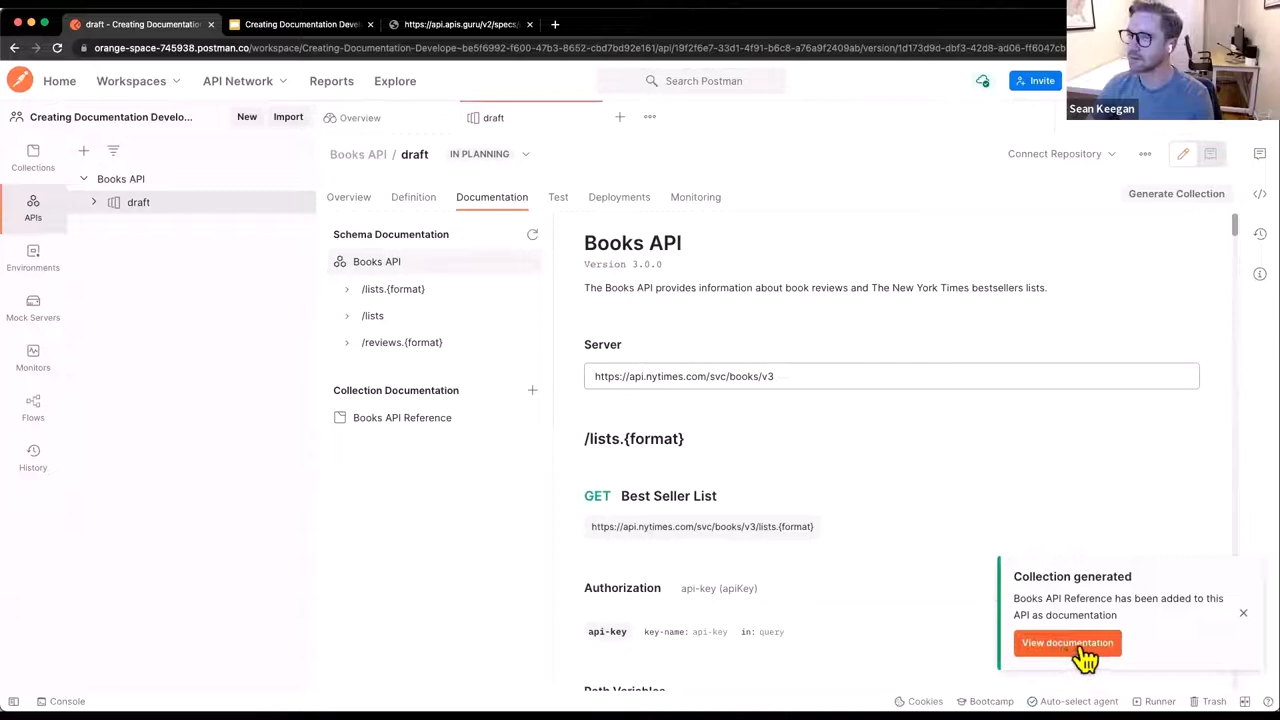 draft - Creating Documentatio
Creating Documentation Deve
https://api.apis.guru/v2/specs
orange-space-745938.postman.co/workspace/Creating-Documentation-Develope~be5f6992-f600-47b3-8652-cbd7bd92e161/api/19f2f6e7-33d1-4f91-b6c8-a76a9f2409ab/version/1d173d9d-dbf3-42d8-ad06-ff6047cb
Home
Workspaces
API Network
Reports
Explore
Search Postman
Invite
Sean Keegan
Creating Documentation Develo...
New
Import
Overview
draft
Collections
APIs
Environments
Mock Servers
Monitors
Flows
History
Books API
draft
Books API / draft
IN PLANNING
Connect Repository
Overview
Definition
Documentation
Test
Deployments
Monitoring
Generate Collection
Schema Documentation
Books API
/lists.{format}
/lists
/reviews.{format}
Collection Documentation
Books API Reference
Books API
Version 3.0.0
The Books API provides information about book reviews and The New York Times bestsellers lists.
Server
https://api.nytimes.com/svc/books/v3
/lists.{format}
GET Best Seller List
https://api.nytimes.com/svc/books/v3/lists.{format}
Authorization api-key (apiKey)
api-key key-name: api-key in: query
Path Variables
Collection generated
Books API Reference has been added to this
API as documentation
View documentation
Console
Cookies
Bootcamp
Auto-select agent
Runner
Trash